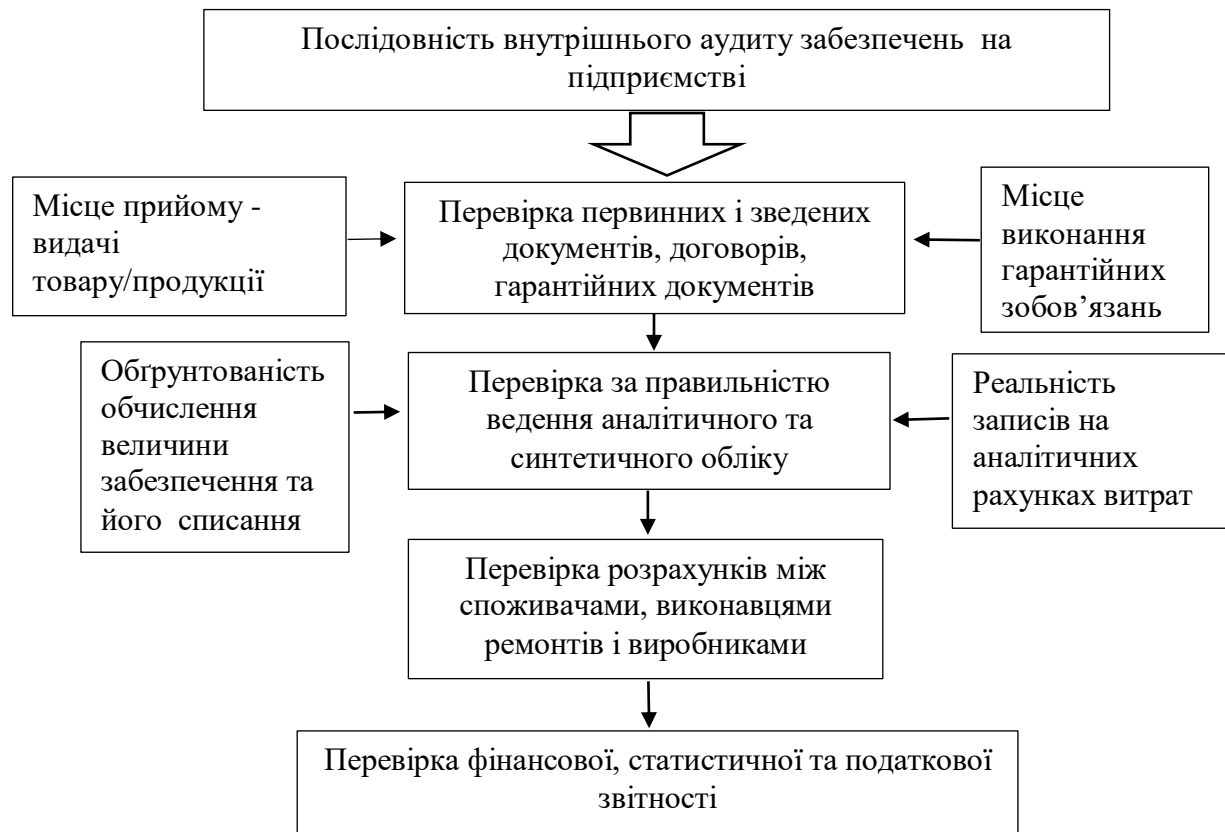 Послідовність внутрішнього аудиту забезпечень на
підприємстві
Місце прийому -
видачі
товару/продукції
Перевірка первинних і зведених
документів, договорів,
гарантійних документів
Місце
виконання
гарантійних
зобов’язань
Обґрунтованість
обчислення
величини
забезпечення та
його списання
Перевірка за правильністю
ведення аналітичного та
синтетичного обліку
Реальність
записів на
аналітичних
рахунках витрат
Перевірка розрахунків між
споживачами, виконавцями
ремонтів і виробниками
Перевірка фінансової, статистичної та податкової
звітності